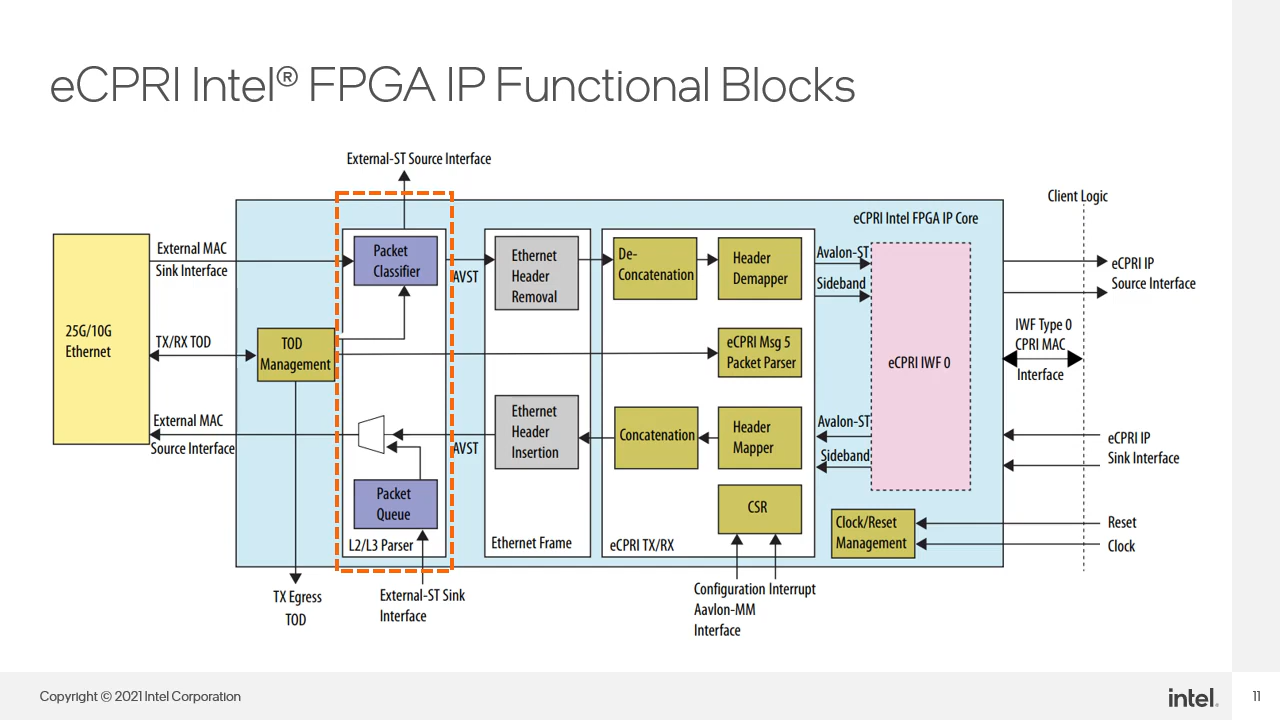 eCPRI Intel® FPGA IP Functional Blocks
External-ST Source Interface
Client Logic
eCPRI Intel FPGA IP Core
External MAC
Sink Interface
Packet
Classifier
AVST
Ethernet
Header
Removal
De-
Concatenation
Header
Demapper
Avalon-ST
Sideband
eCPRI IP
Source Interface
25G/10G
Ethernet
TX/RX TOD
TOD
Management
eCPRI Msg 5
Packet Parser
eCPRI IWF 0
IWF Type 0
CPRI MAC
Interface
External MAC
Source Interface
AVST
Ethernet
Header
Insertion
Concatenation
Header
Mapper
Avalon-ST
Sideband
eCPRI IP
Sink Interface
Packet
Queue
CSR
Clock/Reset
Management
Reset
Clock
L2/L3 Parser
Ethernet Frame
eCPRI TX/RX
TX Egress
TOD
External-ST Sink
Interface
Configuration Interrupt
Aavlon-MM
Interface
Copyright © 2021 Intel Corporation
intel.
11